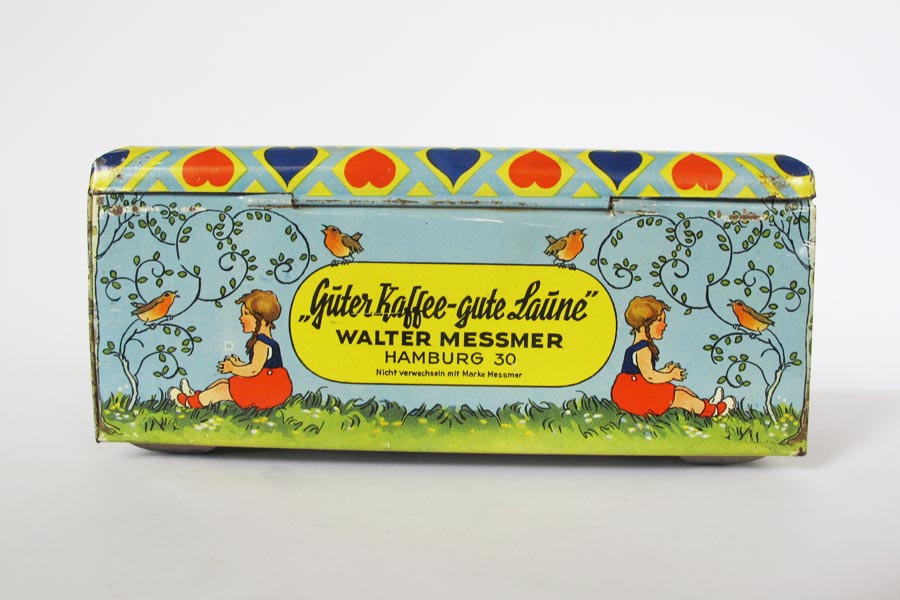 „Guter Kaffee-gute Laune"
WALTER MESSMER
HAMBURG 30
Nicht verwechseln mit Marke Messmer